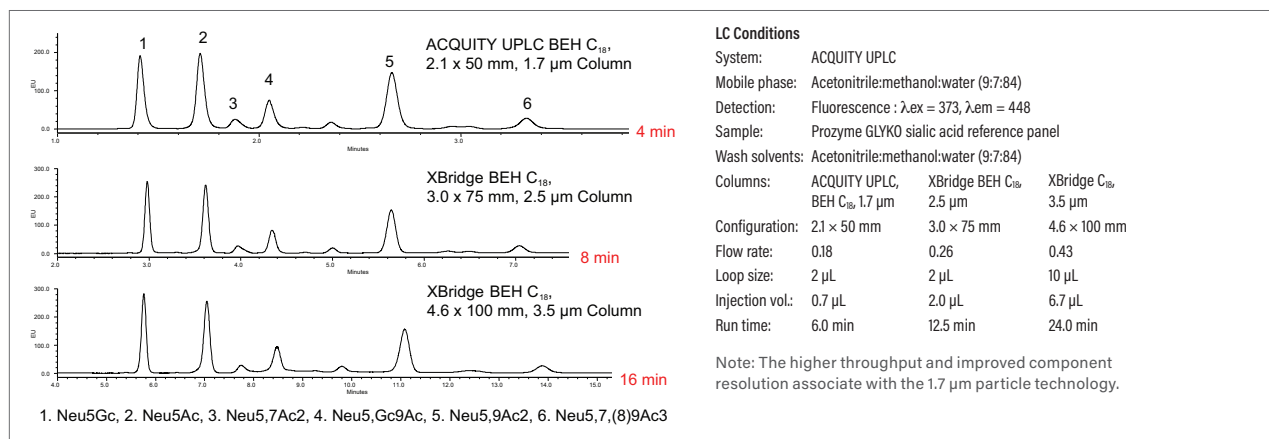 1
2
3
4
5
6
ACQUITY UPLC BEH C18,
2.1 x 50 mm, 1.7 µm Column
EU
200.0
100.0
0.0
1.0 2.0 3.0
Minutes
4 min
XBridge BEH C18,
3.0 x 75 mm, 2.5 µm Column
EU
300.0
200.0
100.0
0.0
2.0 3.0 4.0 5.0 6.0 7.0
Minutes
8 min
XBridge BEH C18,
4.6 x 100 mm, 3.5 µm Column
EU
300.0
200.0
100.0
0.0
4.0 5.0 6.0 7.0 8.0 9.0 10.0 11.0 12.0 13.0 14.0 15.0
Minutes
16 min
1. Neu5Gc, 2. Neu5Ac, 3. Neu5,7Ac2, 4. Neu5,Gc9Ac, 5. Neu5,9Ac2, 6. Neu5,7,(8)9Ac3
LC Conditions
System: ACQUITY UPLC
Mobile phase: Acetonitrile:methanol:water (9:7:84)
Detection: Fluorescence : λex = 373, λem = 448
Sample: Prozyme GLYKO sialic acid reference panel
Wash solvents: Acetonitrile:methanol:water (9:7:84)
Columns: ACQUITY UPLC, XBridge BEH C18, XBridge C18,
BEH C18, 1.7 µm 2.5 µm 3.5 µm
Configuration: 2.1 × 50 mm 3.0 × 75 mm 4.6 × 100 mm
Flow rate: 0.18 0.26 0.43
Loop size: 2 µL 2 µL 10 µL
Injection vol.: 0.7 µL 2.0 µL 6.7 µL
Run time: 6.0 min 12.5 min 24.0 min
Note: The higher throughput and improved component
resolution associate with the 1.7 µm particle technology.